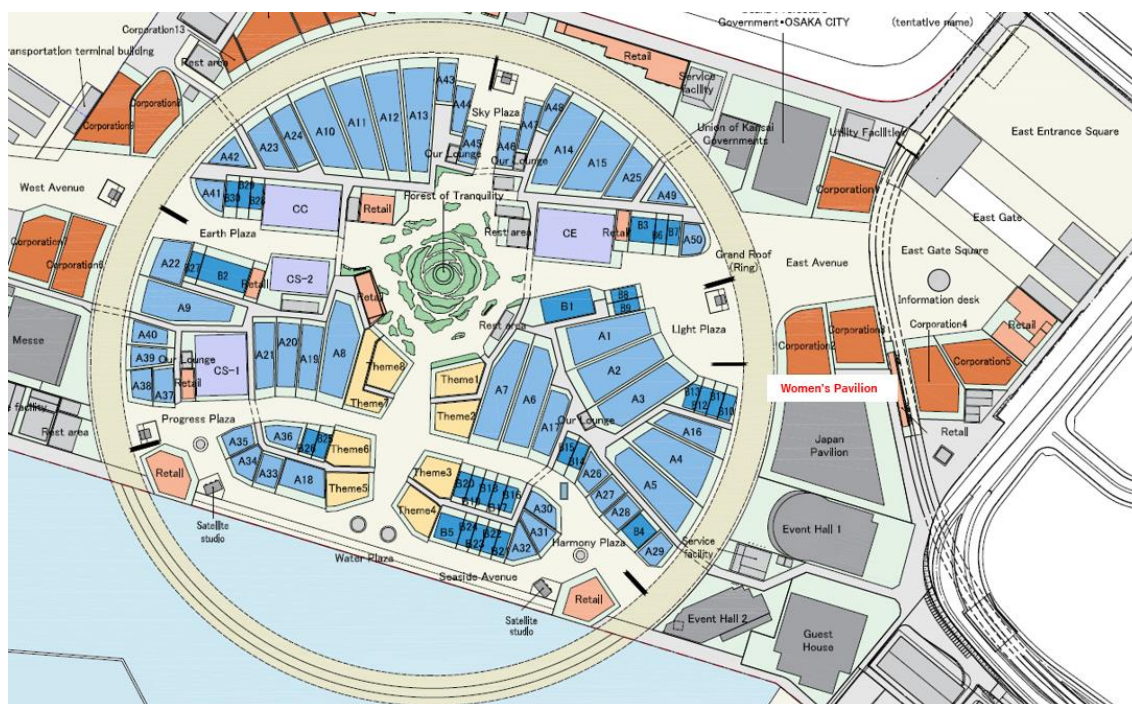 Government•OSAKA CITY
(tentative name)
Corporation13
Transportation terminal building
Rest area
Retail
Service
facility
A43
A44
Sky Plaza
A48
A47
A45
A46
Our Lounge
Our Lounge
A42
A23
A24
A10
A11
A12
A13
A14
A15
A25
A49
Corporation9
Union of Kansai
Governments
Utility Facilities
East Entrance Square
West Avenue
A41
B30
B29
B28
CC
Retail
Forest of Tranquility
Rest area
CE
Retail
B3
B6
B7
A50
East Gate
Earth Plaza
Corporation7
Corporation6
A22
B27
B2
Retail
CS-2
Retail
Grand Roof
(Ring)
East Avenue
East Gate Square
A9
Rest area
B1
B8
B9
Light Plaza
Information desk
Messe
A40
A39
A38
A37
Our Lounge
Retail
CS-1
A21
A20
A19
A8
Theme8
Theme7
Theme1
Theme2
A7
A6
A17
A1
A2
A3
Our Lounge
B13
B12
B11
B10
Corporation2
Corporation3
Corporation4
Corporation5
Retail
Women's Pavilion
Rest area
Progress Plaza
A35
A36
B26
B25
Theme6
A34
A33
A18
Theme5
Retail
Satellite
studio
Theme3
Theme4
B20
B19
B18
B17
B16
B5
B24
B23
B22
B21
A30
A31
A32
B15
B14
A26
A27
A28
B4
A29
A16
A4
A5
Japan
Pavilion
Retail
Harmony Plaza
Service
facility
Event Hall 1
Water Plaza
Seaside Avenue
Satellite
studio
Retail
Event Hall 2
Guest
House